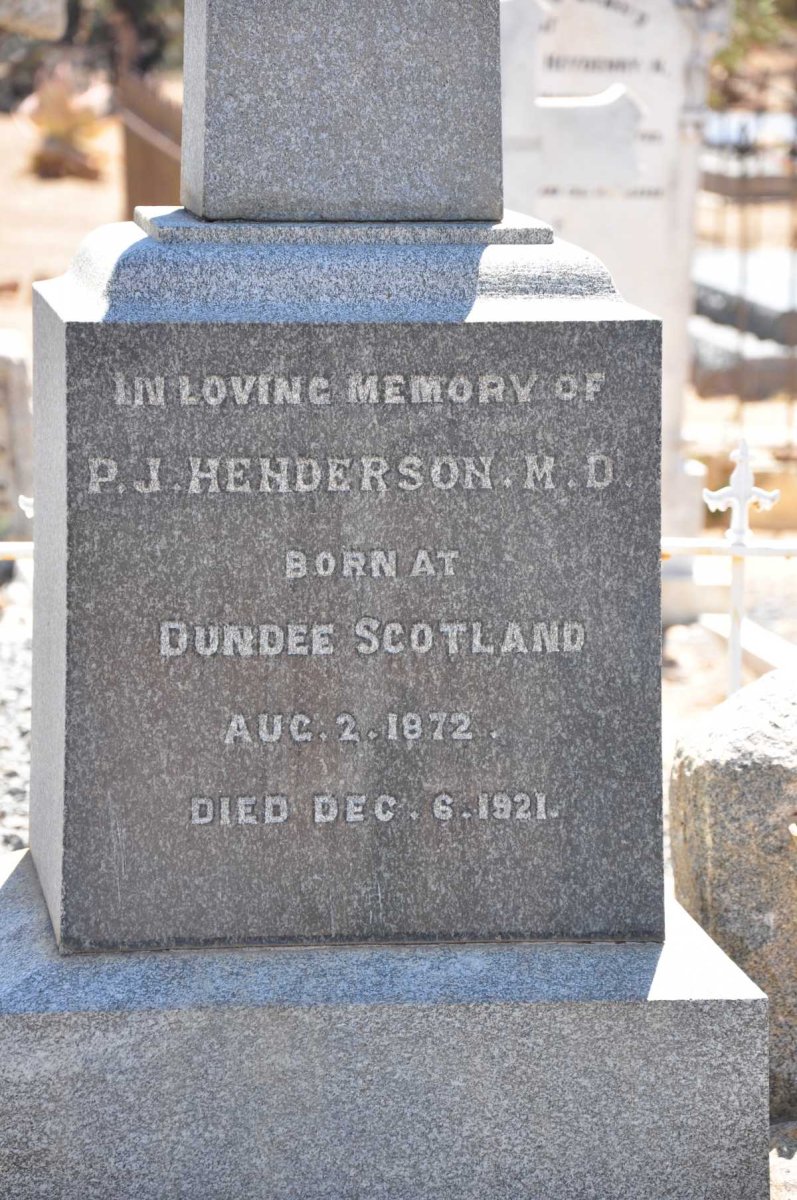 IN LOVING MEMORY OF
P.J. HENDERSON. M.D.
BORN AT
DUNDEE SCOTLAND
AUG. 2. 1872.
DIED DEC. 6. 1921.